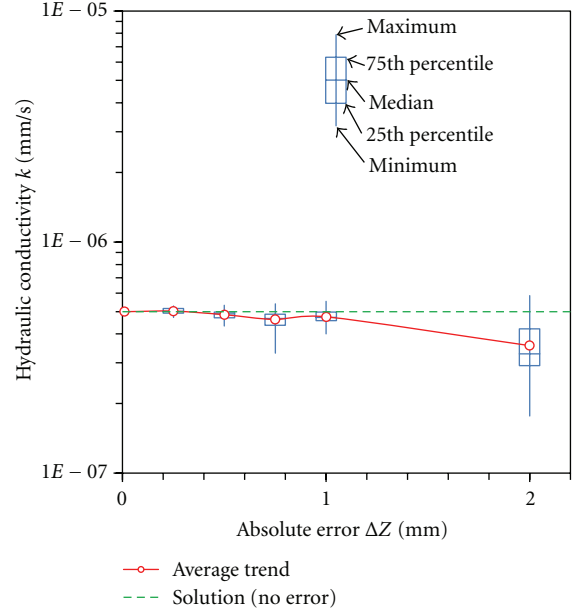 1E − 05
Maximum
75th percentile
Median
25th percentile
Minimum
1E − 06
1E − 07
Hydraulic conductivity k (mm/s)
0
1
2
Absolute error ΔZ (mm)
Average trend
Solution (no error)